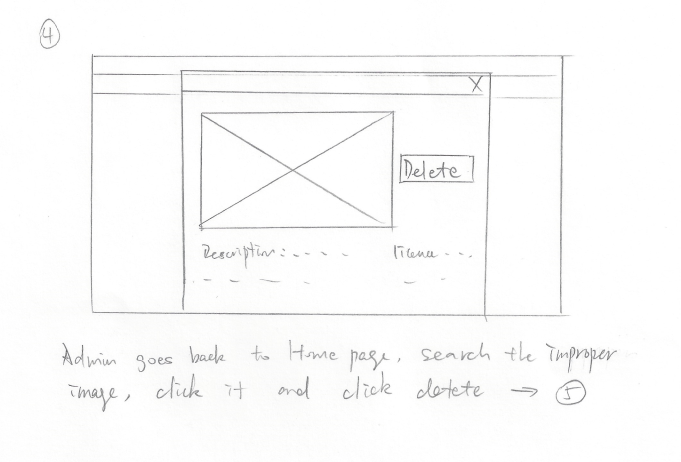 4
X
Delete
Description: - - - -
license - - .
Admin goes back to Home page, search the improper
image, click it and click detete → 5